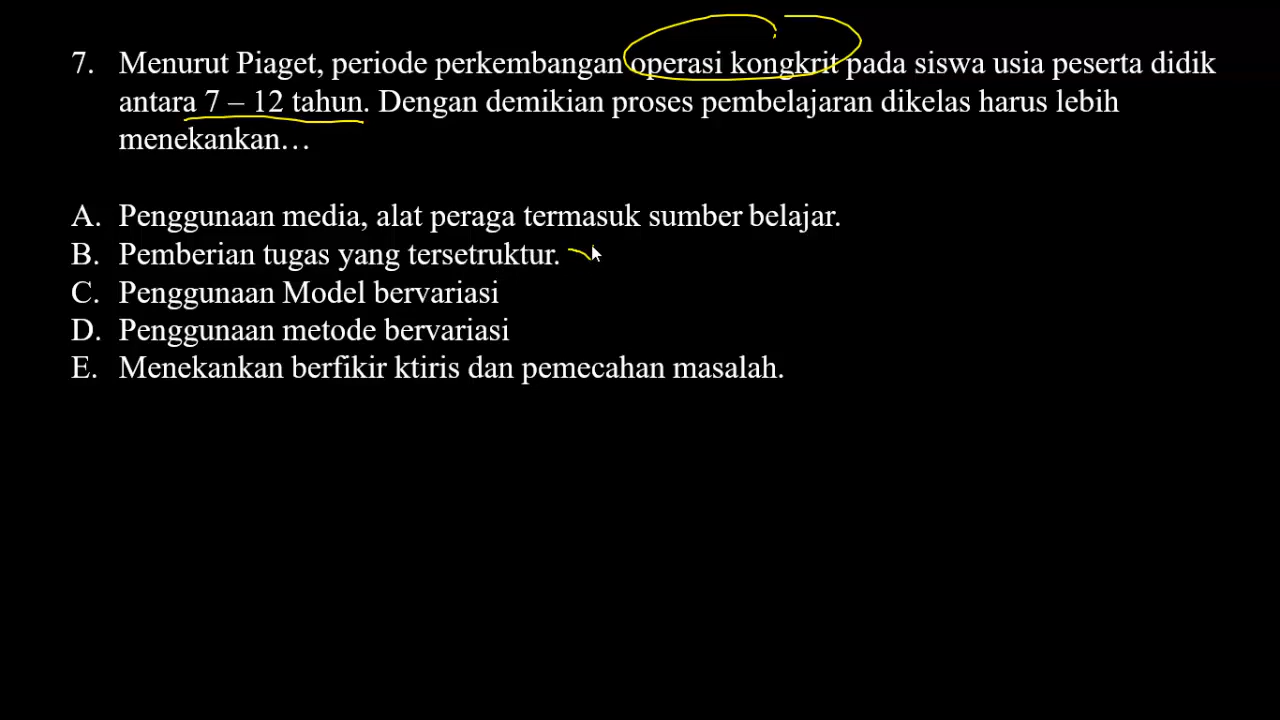 7. Menurut Piaget, periode perkembangan operasi kongkrit pada siswa usia peserta didik
antara 7 – 12 tahun. Dengan demikian proses pembelajaran dikelas harus lebih
menekankan…
A. Penggunaan media, alat peraga termasuk sumber belajar.
B. Pemberian tugas yang tersetruktur.
C. Penggunaan Model bervariasi
D. Penggunaan metode bervariasi
E. Menekankan berfikir ktiris dan pemecahan masalah.